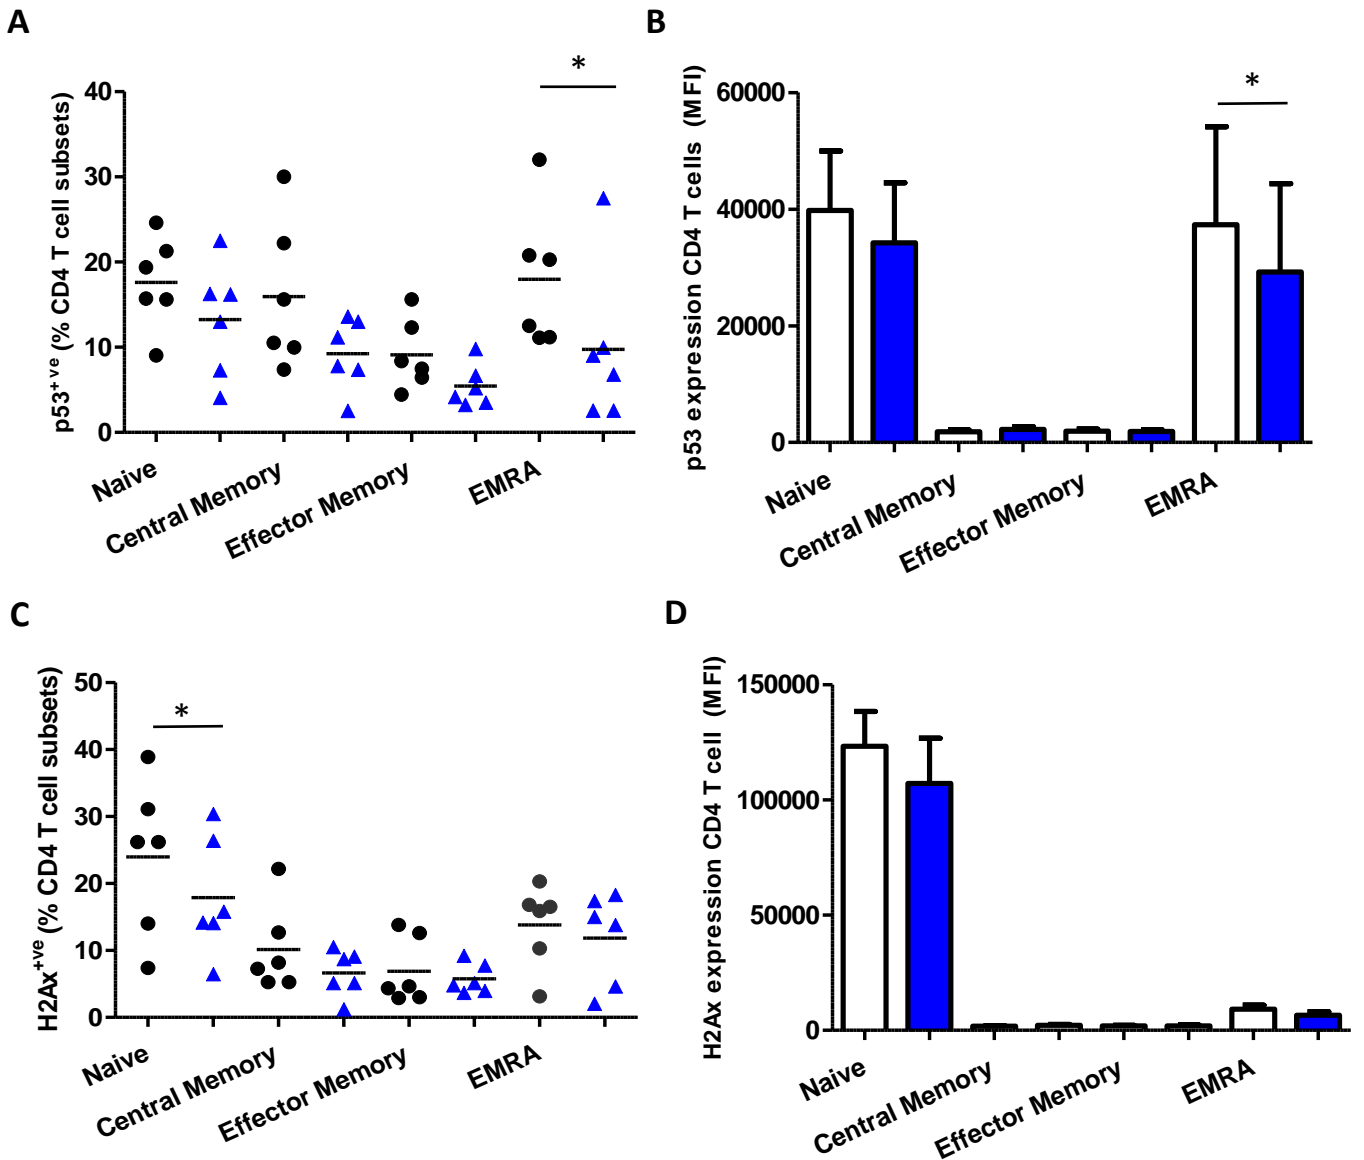 A
p53+ve (% CD4 T cell subsets)
40
30
20
10
0
*
Naive
Central Memory
Effector Memory
EMRA
B
p53 expression CD4 T cells (MFI)
60000
40000
20000
0
*
Naive
Central Memory
Effector Memory
EMRA
C
H2Ax+ve (% CD4 T cell subsets)
50
40
30
20
10
0
*
Naive
Central Memory
Effector Memory
EMRA
D
H2Ax expression CD4 T cell (MFI)
150000
100000
50000
0
Naive
Central Memory
Effector Memory
EMRA